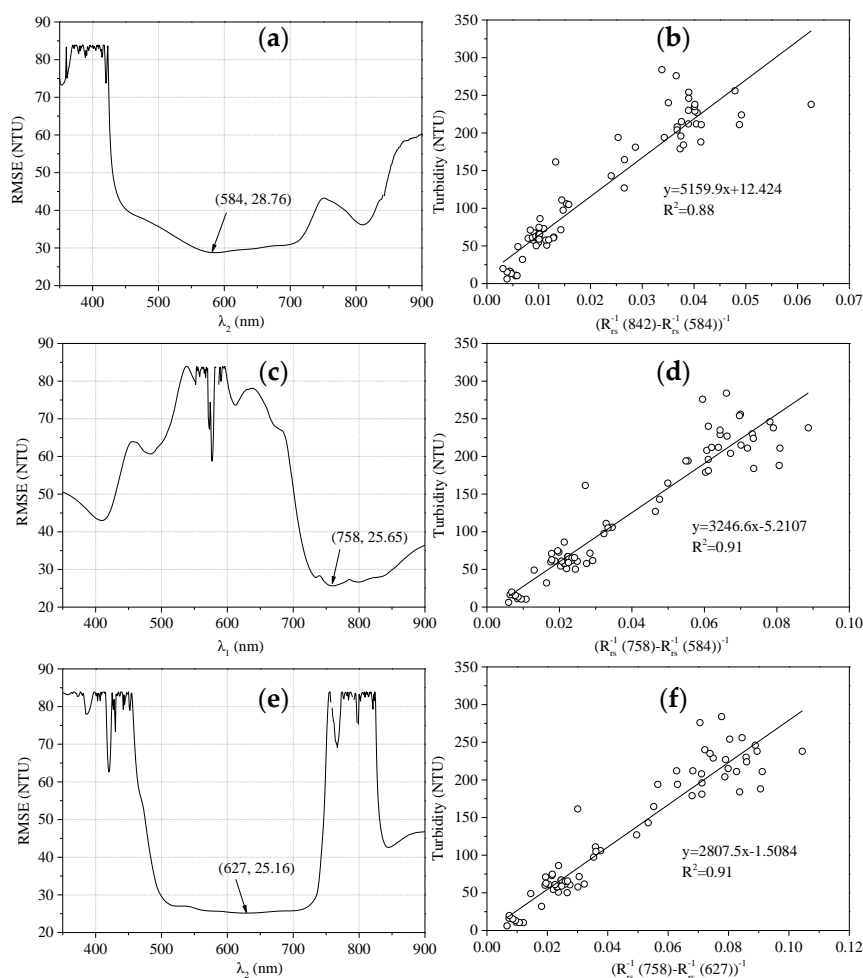 (a)
RMSE (NTU)
90
80
70
60
50
40
30
20
(584, 28.76)
400 500 600 700 800 900
λ₂ (nm)
(b)
Turbidity (NTU)
350
300
250
200
150
100
50
0
y=5159.9x+12.424
R²=0.88
0.00 0.01 0.02 0.03 0.04 0.05 0.06 0.07
(R_rs⁻¹(842)-R_rs⁻¹(584))⁻¹
(c)
RMSE (NTU)
90
80
70
60
50
40
30
20
(758, 25.65)
400 500 600 700 800 900
λ₁ (nm)
(d)
Turbidity (NTU)
350
300
250
200
150
100
50
0
y=3246.6x-5.2107
R²=0.91
0.00 0.02 0.04 0.06 0.08 0.10
(R_rs⁻¹(758)-R_rs⁻¹(584))⁻¹
(e)
RMSE (NTU)
90
80
70
60
50
40
30
20
(627, 25.16)
400 500 600 700 800 900
λ₂ (nm)
(f)
Turbidity (NTU)
350
300
250
200
150
100
50
0
y=2807.5x-1.5084
R²=0.91
0.00 0.02 0.04 0.06 0.08 0.10 0.12
(R_rs⁻¹(758)-R_rs⁻¹(627))⁻¹